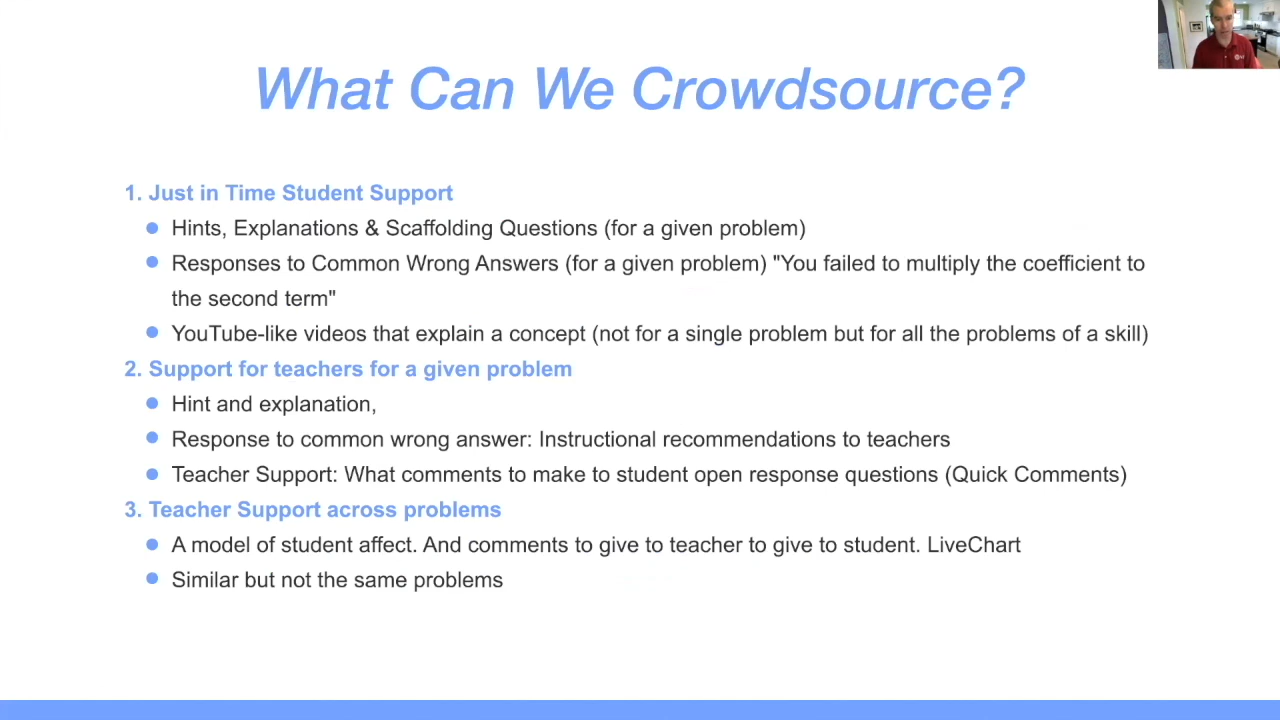 What Can We Crowdsource?
1. Just in Time Student Support
Hints, Explanations & Scaffolding Questions (for a given problem)
Responses to Common Wrong Answers (for a given problem) "You failed to multiply the coefficient to
the second term"
YouTube-like videos that explain a concept (not for a single problem but for all the problems of a skill)
2. Support for teachers for a given problem
Hint and explanation,
Response to common wrong answer: Instructional recommendations to teachers
Teacher Support: What comments to make to student open response questions (Quick Comments)
3. Teacher Support across problems
A model of student affect. And comments to give to teacher to give to student. LiveChart
Similar but not the same problems